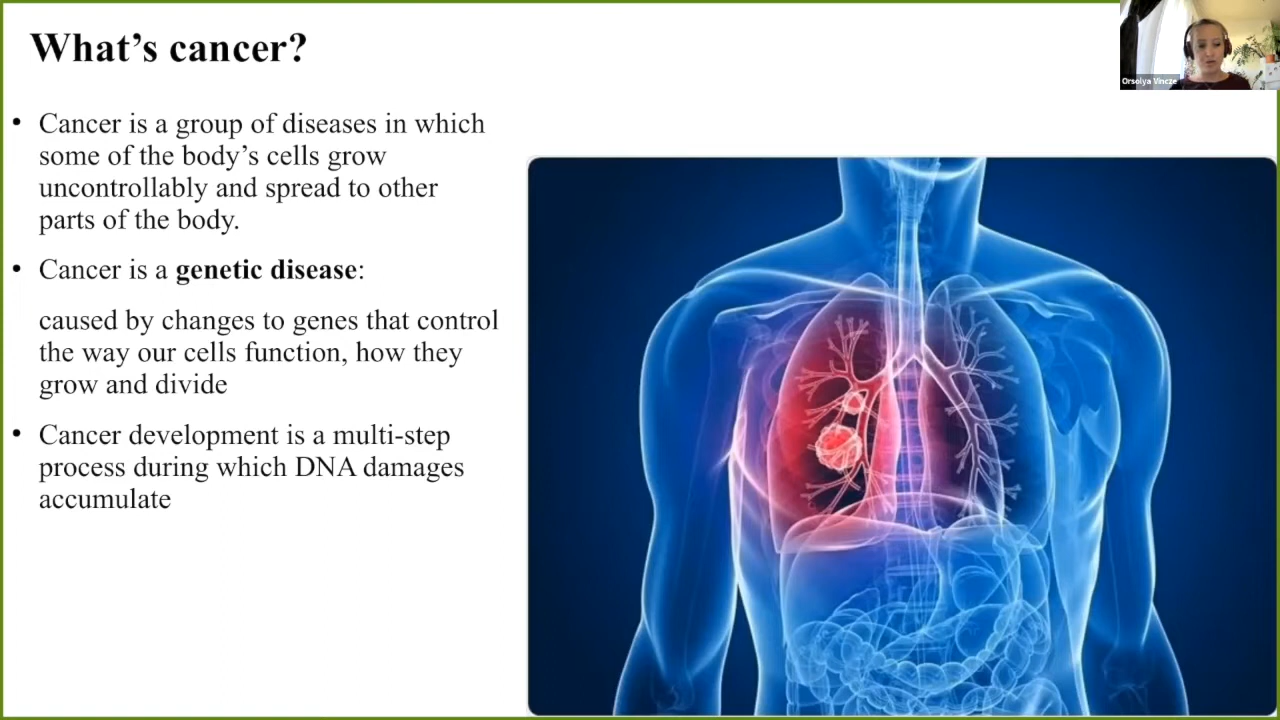 What’s cancer?
Orsolya Vincze
• Cancer is a group of diseases in which
some of the body’s cells grow
uncontrollably and spread to other
parts of the body.
• Cancer is a genetic disease:
caused by changes to genes that control
the way our cells function, how they
grow and divide
• Cancer development is a multi-step
process during which DNA damages
accumulate